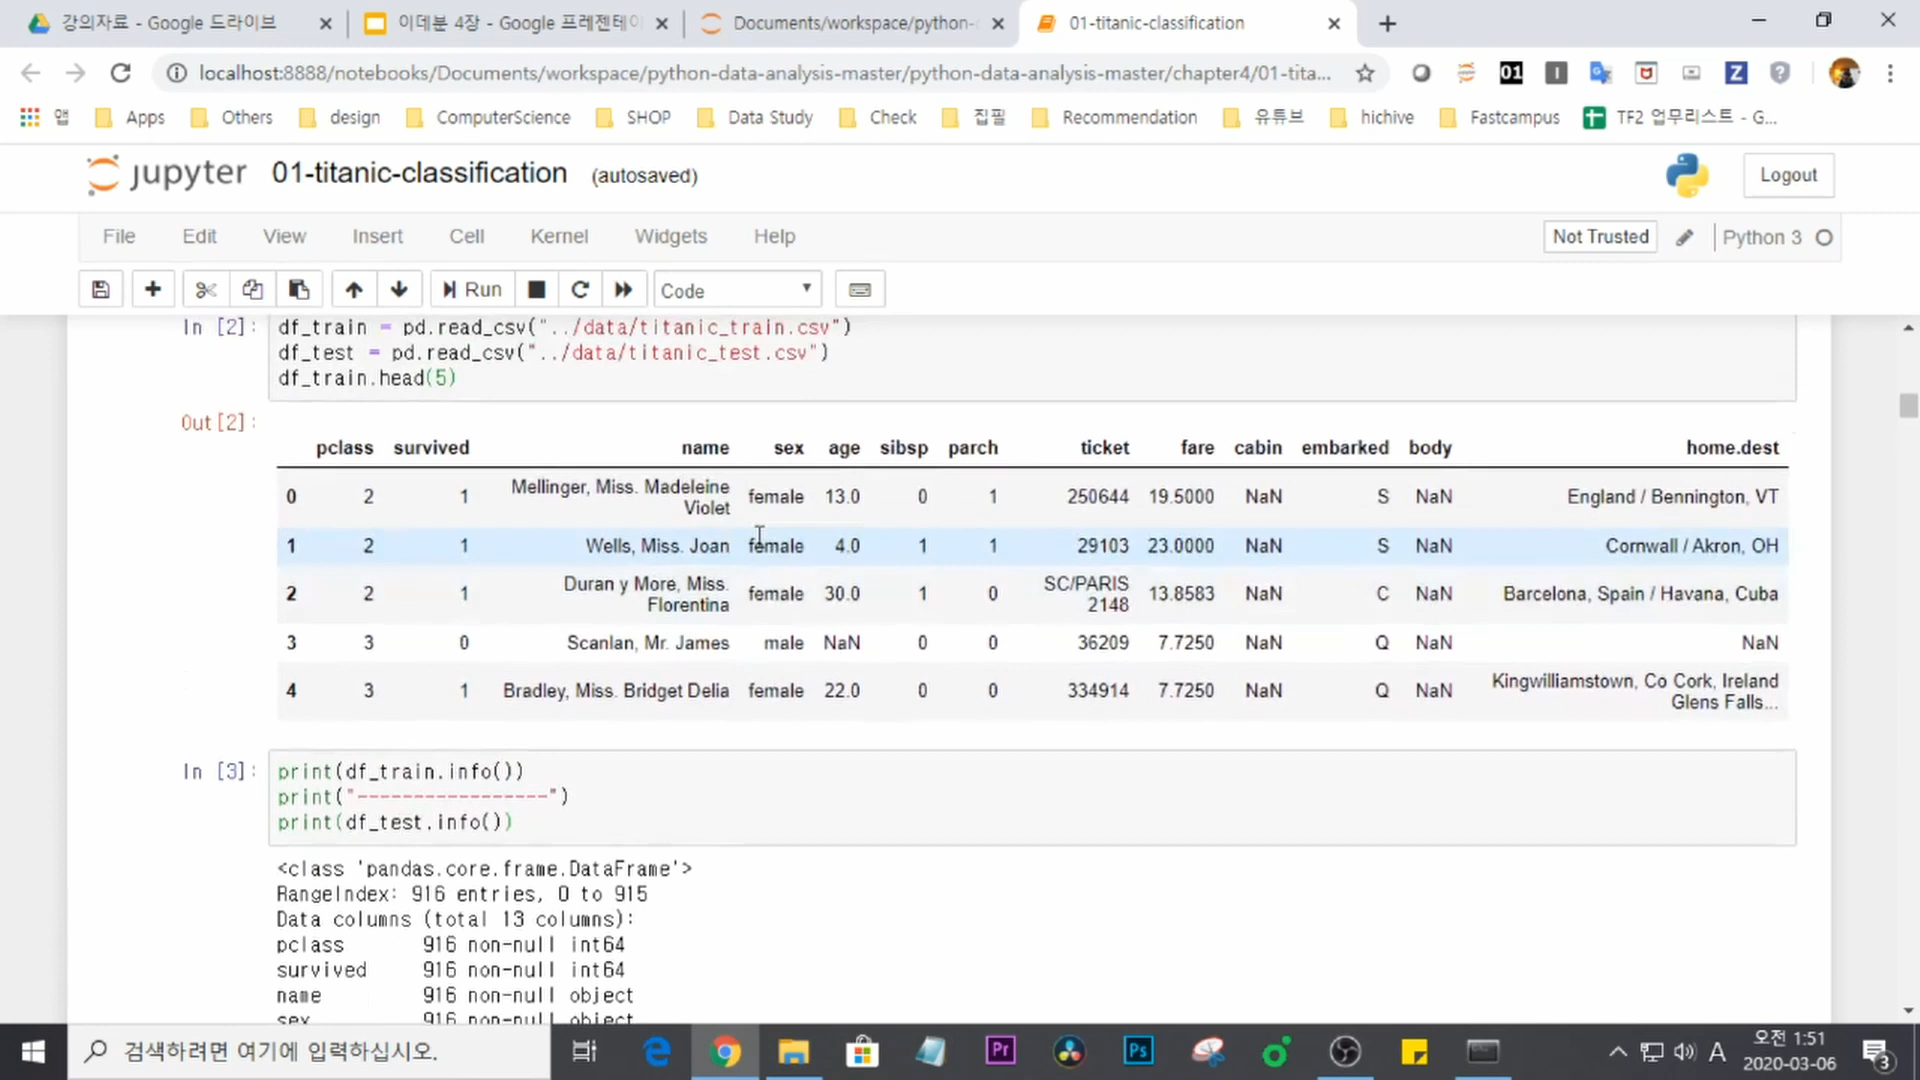 강의자료 - Google 드라이브
이데분 4장 - Google 프레젠테이
Documents/workspace/python-
01-titanic-classification
localhost:8888/notebooks/Documents/workspace/python-data-analysis-master/python-data-analysis-master/chapter4/01-tita...
앱 Apps Others design ComputerScience SHOP Data Study Check 집필 Recommendation 유튜브 hichive Fastcampus TF2 업무리스트 - G...
jupyter 01-titanic-classification (autosaved) Logout
File Edit View Insert Cell Kernel Widgets Help Not Trusted Python 3
Run Code
In [2]: df_train = pd.read_csv("../data/titanic_train.csv")
df_test = pd.read_csv("../data/titanic_test.csv")
df_train.head(5)
Out[2]:
pclass survived name sex age sibsp parch ticket fare cabin embarked body home.dest
0 2 1 Mellinger, Miss. Madeleine Violet female 13.0 0 1 250644 19.5000 NaN S NaN England / Bennington, VT
1 2 1 Wells, Miss. Joan female 4.0 1 1 29103 23.0000 NaN S NaN Cornwall / Akron, OH
2 2 1 Duran y More, Miss. Florentina female 30.0 1 0 SC/PARIS 2148 13.8583 NaN C NaN Barcelona, Spain / Havana, Cuba
3 3 0 Scanlan, Mr. James male NaN 0 0 36209 7.7250 NaN Q NaN NaN
4 3 1 Bradley, Miss. Bridget Delia female 22.0 0 0 334914 7.7250 NaN Q NaN Kingwilliamstown, Co Cork, Ireland Glens Falls...
In [3]: print(df_train.info())
print("-----------------")
print(df_test.info())
<class 'pandas.core.frame.DataFrame'>
RangeIndex: 916 entries, 0 to 915
Data columns (total 13 columns):
pclass 916 non-null int64
survived 916 non-null int64
name 916 non-null object
sex 916 non-null object
검색하려면 여기에 입력하십시오.
Pr
Ps
A
오전 1:51
2020-03-06
3